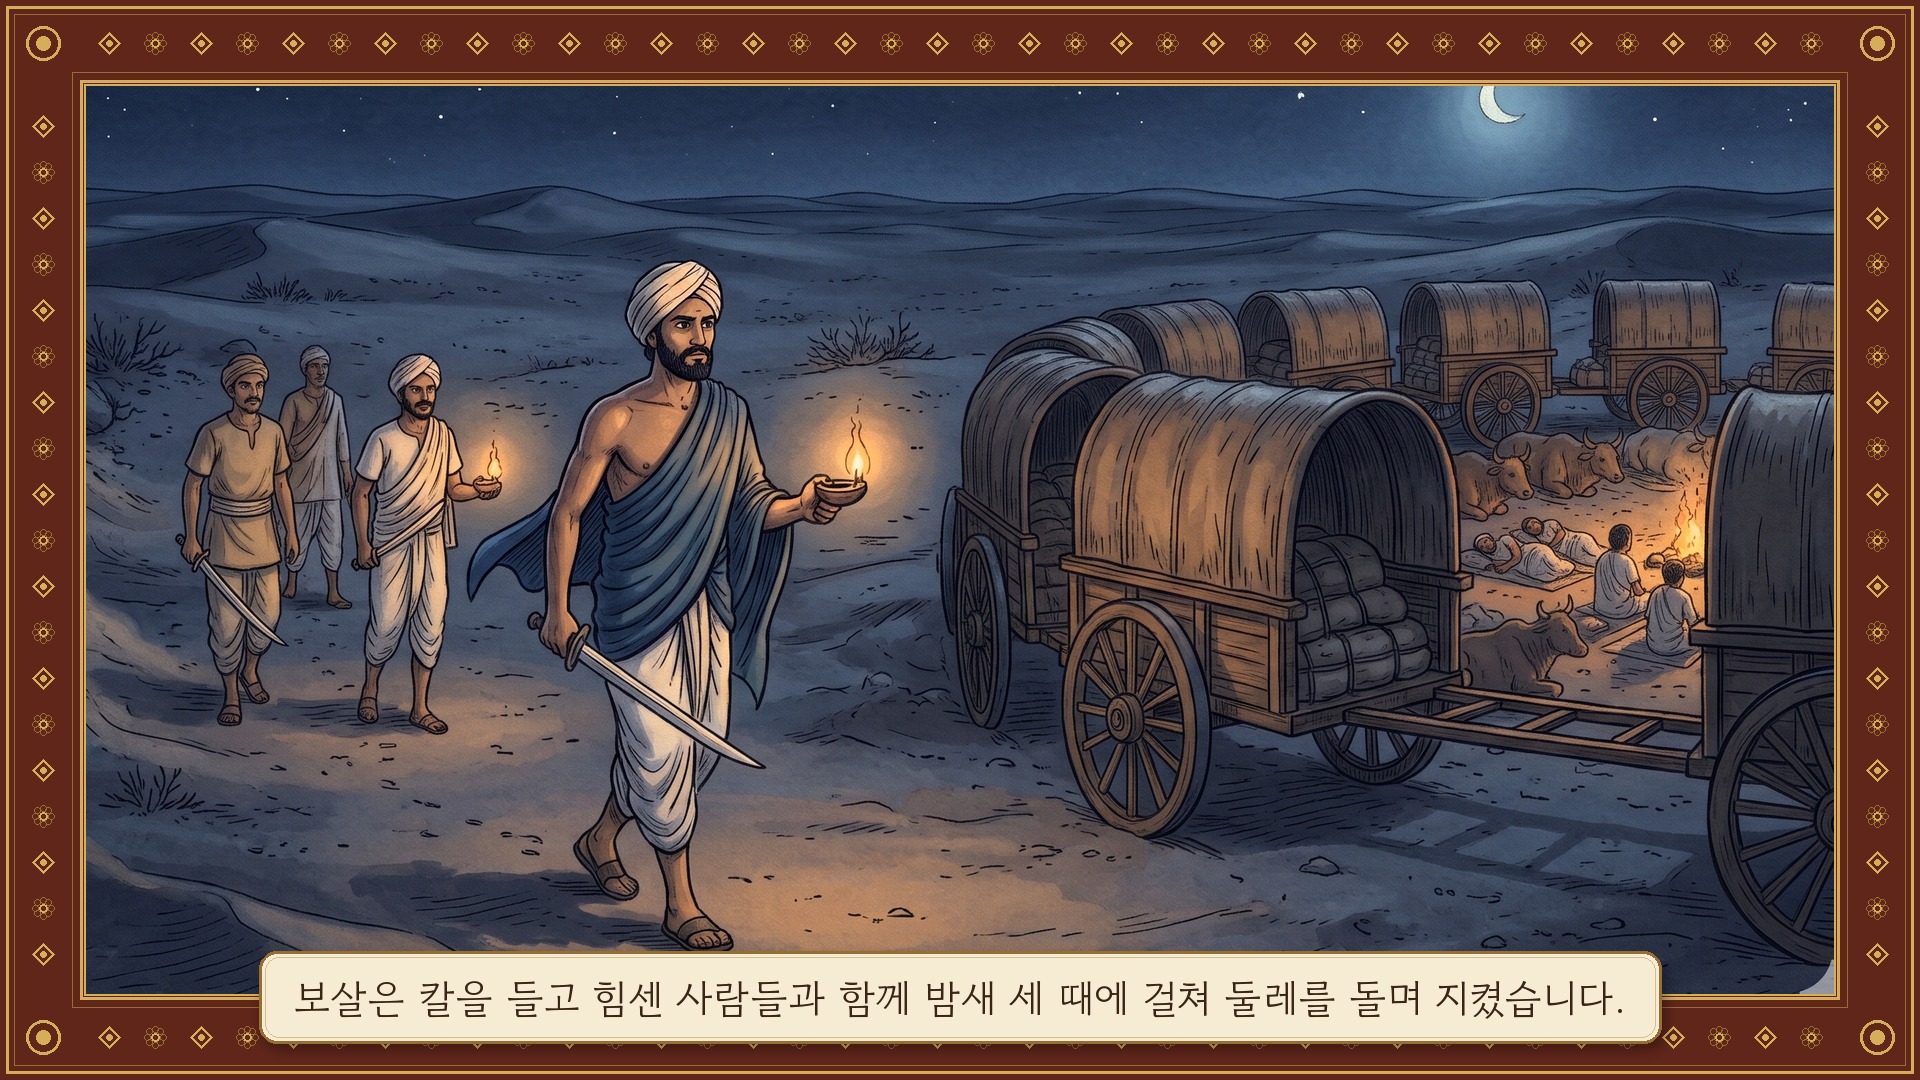 보살은 칼을 들고 힘센 사람들과 함께 밤새 세 때에 걸쳐 둘레를 돌며 지켰습니다.